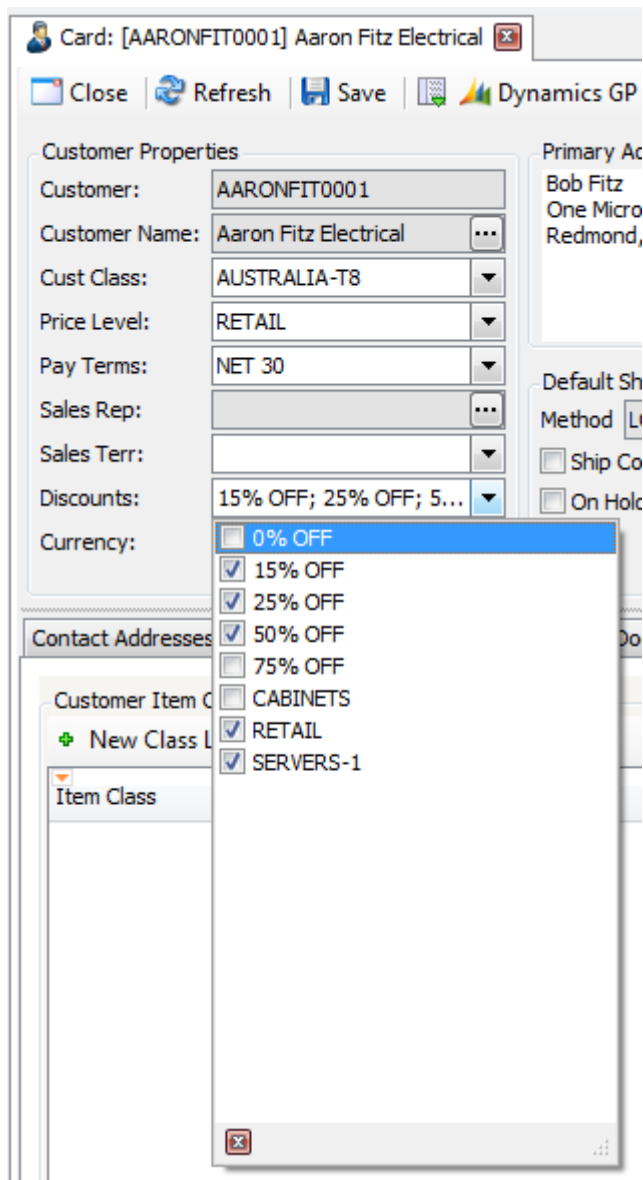 Card: [AARONFIT0001] Aaron Fitz Electrical
Close Refresh Save Dynamics GP
Customer Properties
Customer: AARONFIT0001
Customer Name: Aaron Fitz Electrical ...
Cust Class: AUSTRALIA-T8
Price Level: RETAIL
Pay Terms: NET 30
Sales Rep: ...
Sales Terr:
Discounts: 15% OFF; 25% OFF; 5...
Currency:
Primary Ad
Bob Fitz
One Micro
Redmond,
Default Sh
Method
Ship Co
On Hold
0% OFF
15% OFF
25% OFF
50% OFF
75% OFF
CABINETS
RETAIL
SERVERS-1
Contact Addresses
Do
Customer Item
New Class L
Item Class